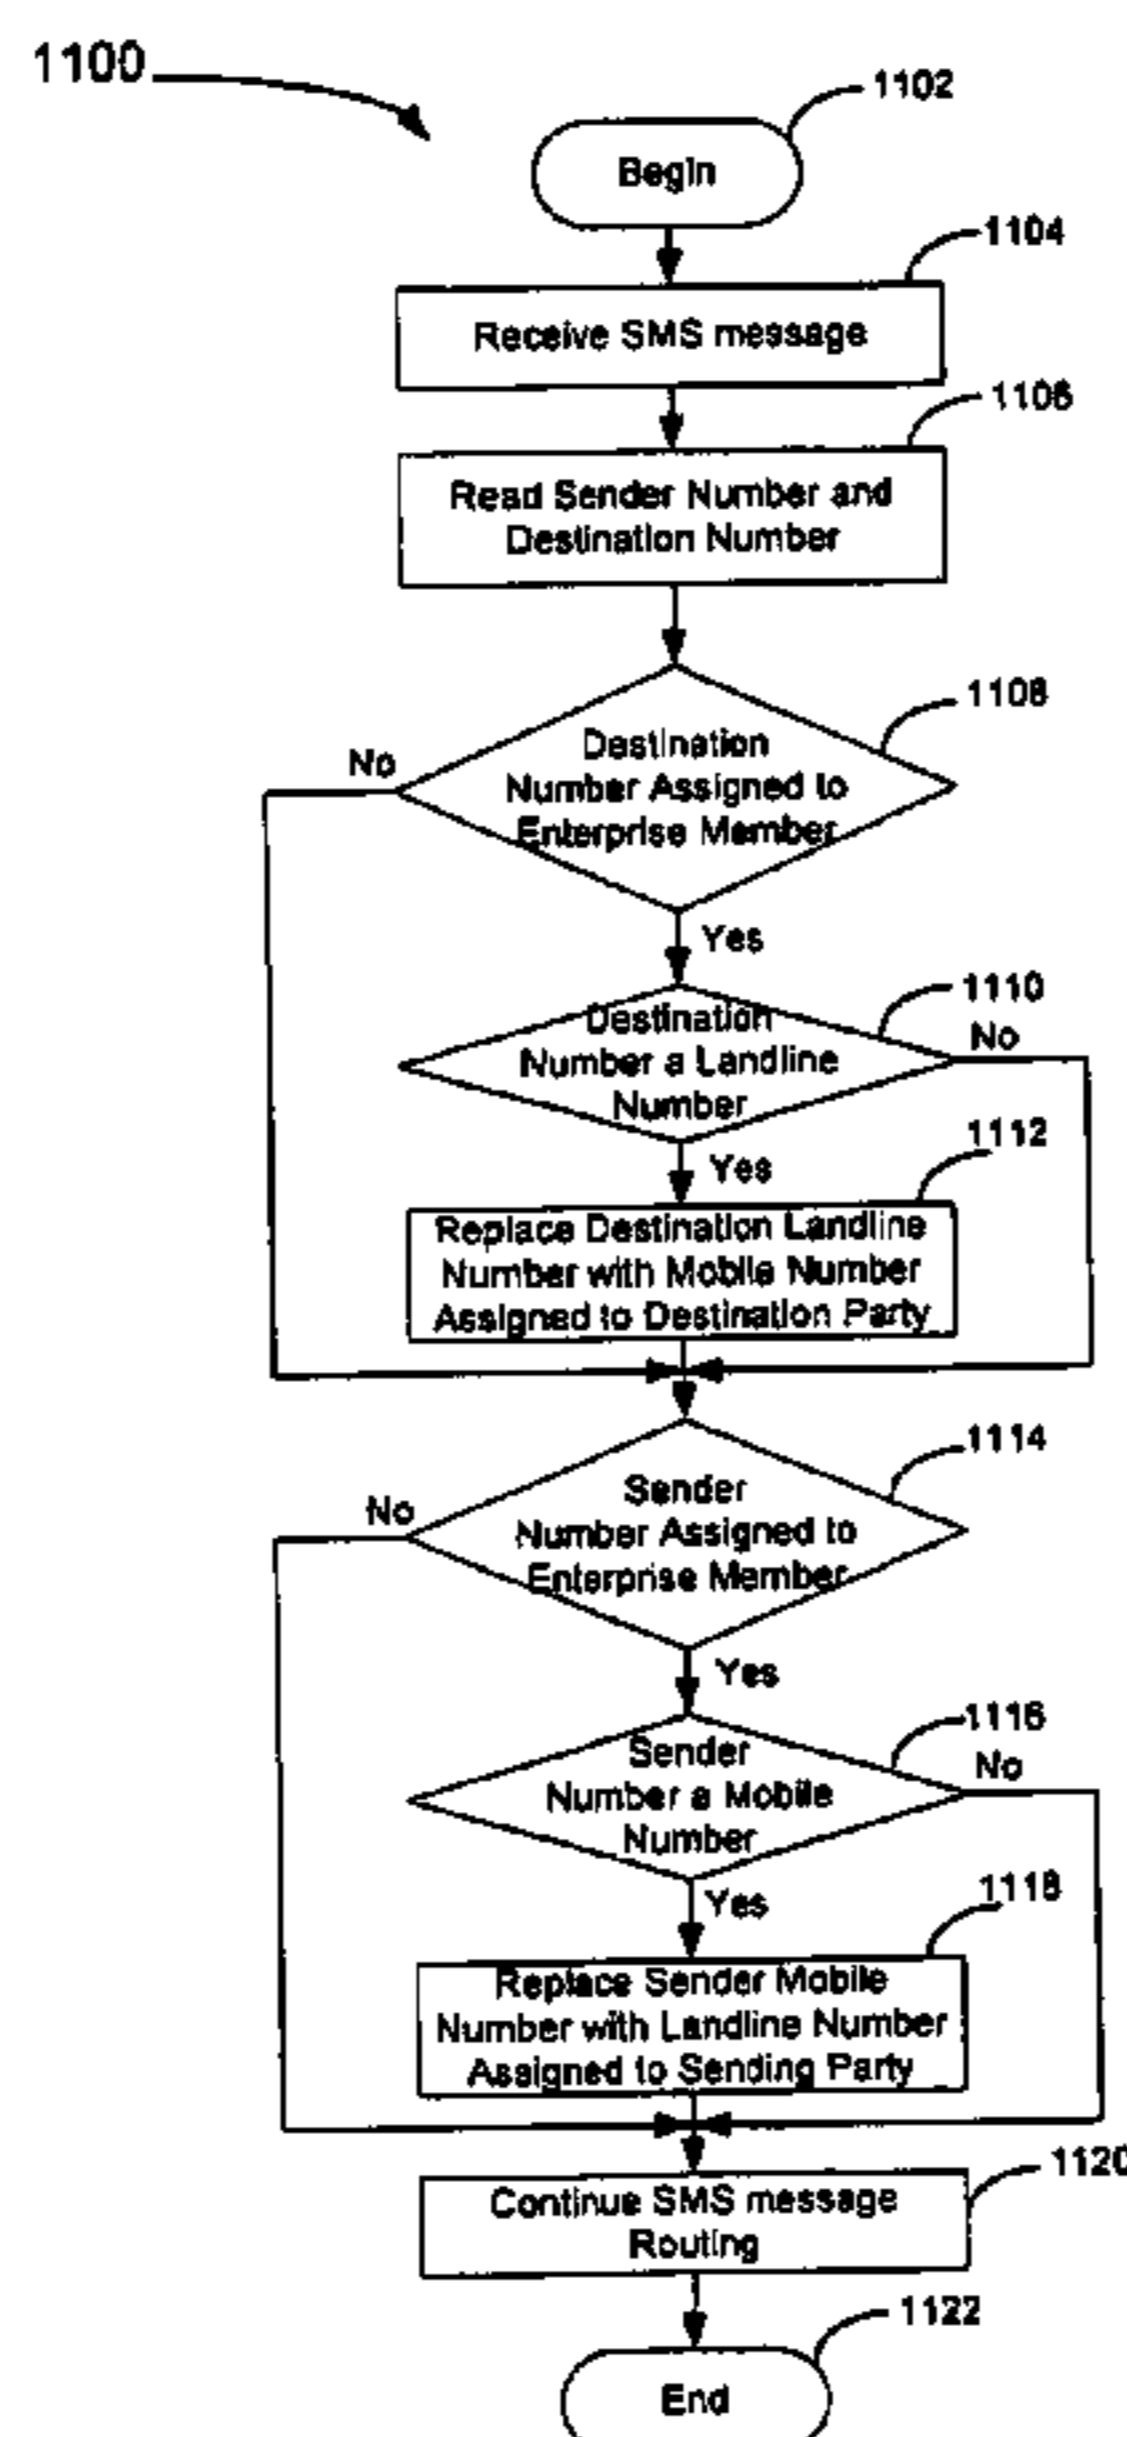 1100
1102
Begin
1104
Receive SMS message
1106
Read Sender Number and
Destination Number
1108
No
Destination
Number Assigned to
Enterprise Member
Yes
1110
No
Destination
Number a Landline
Number
1112
Yes
Replace Destination Landline
Number with Mobile Number
Assigned to Destination Party
1114
No
Sender
Number Assigned to
Enterprise Member
Yes
1116
No
Sender
Number a Mobile
Number
1118
Yes
Replace Sender Mobile
Number with Landline Number
Assigned to Sending Party
1120
Continue SMS message
Routing
1122
End